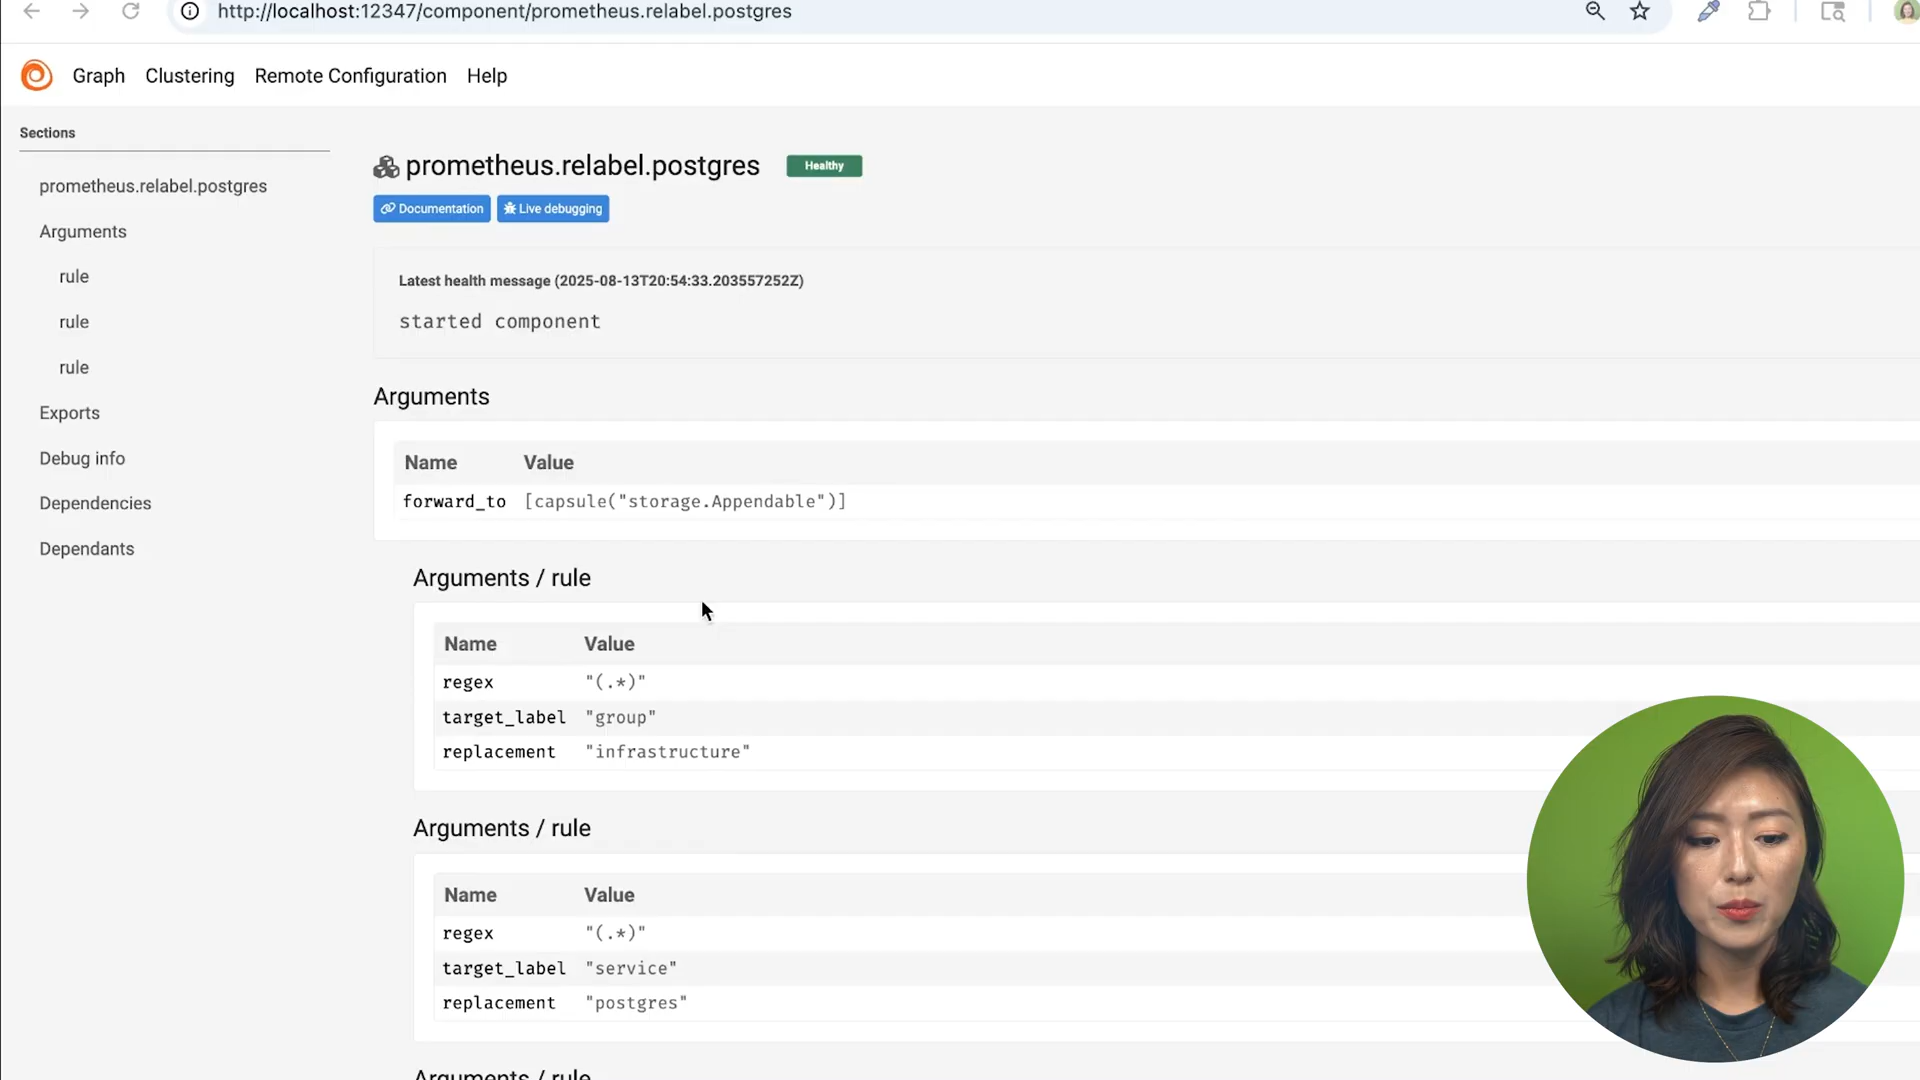 http://localhost:12347/component/prometheus.relabel.postgres
Graph Clustering Remote Configuration Help
Sections
prometheus.relabel.postgres
Arguments
rule
rule
rule
Exports
Debug info
Dependencies
Dependants
prometheus.relabel.postgres Healthy
Documentation Live debugging
Latest health message (2025-08-13T20:54:33.203557252Z)
started component
Arguments
Name Value
forward_to [capsule("storage.Appendable")]
Arguments / rule
Name Value
regex "(.*)"
target_label "group"
replacement "infrastructure"
Arguments / rule
Name Value
regex "(.*)"
target_label "service"
replacement "postgres"
Arguments / rule